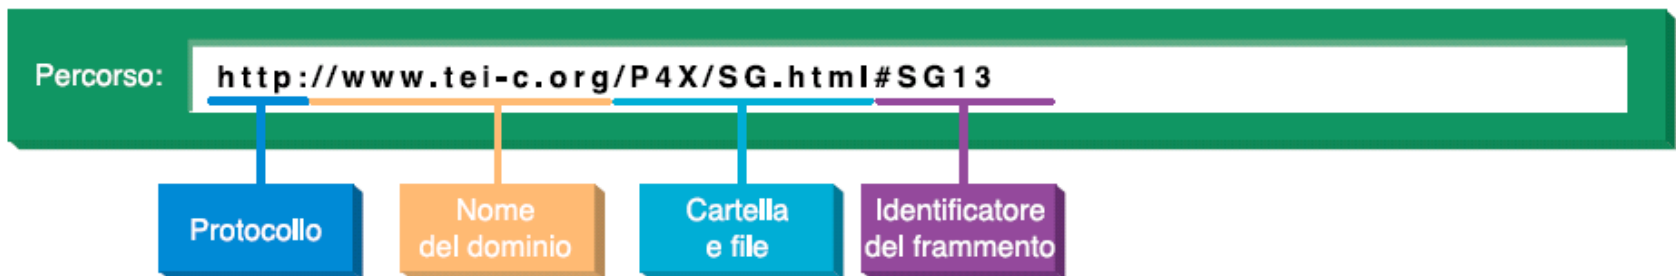 Percorso: http://www.tei-c.org/P4X/SG.html#SG13
Protocollo
Nome
del dominio
Cartella
e file
Identificatore
del frammento